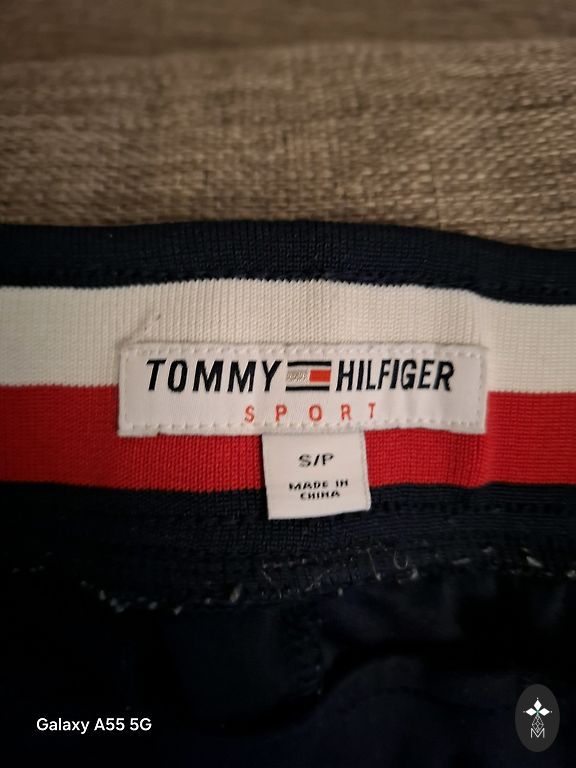 TOMMY HILFIGER
SPORT
S/P
MADE IN
CHINA
Galaxy A55 5G
M